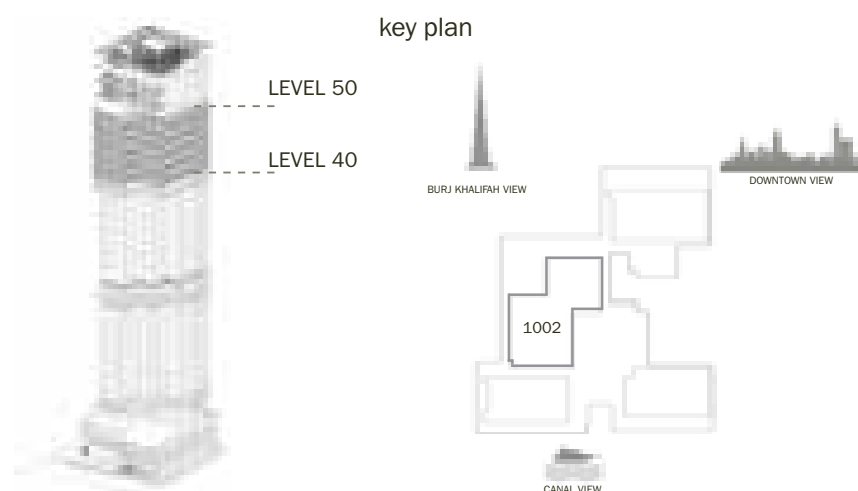 key plan
LEVEL 50
LEVEL 40
BURJ KHALIFAH VIEW
DOWNTOWN VIEW
1002
CANAL VIEW